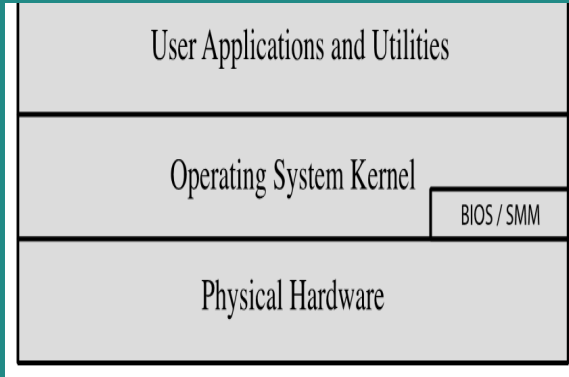 User Applications and Utilities
Operating System Kernel
BIOS / SMM
Physical Hardware